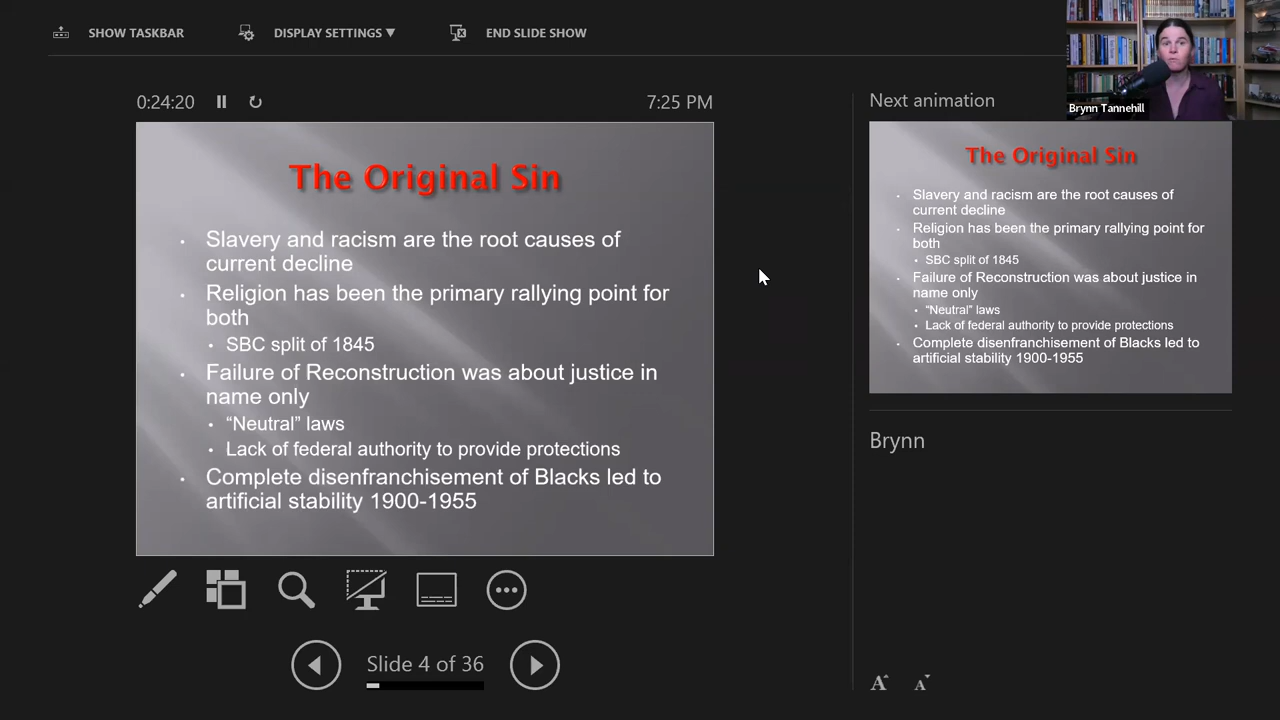 SHOW TASKBAR
DISPLAY SETTINGS ▼
END SLIDE SHOW
Brynn Tannehill
0:24:20
7:25 PM
The Original Sin
• Slavery and racism are the root causes of
current decline
• Religion has been the primary rallying point for
both
• SBC split of 1845
• Failure of Reconstruction was about justice in
name only
• “Neutral” laws
• Lack of federal authority to provide protections
• Complete disenfranchisement of Blacks led to
artificial stability 1900-1955
Slide 4 of 36
Next animation
The Original Sin
• Slavery and racism are the root causes of
current decline
• Religion has been the primary rallying point for
both
• SBC split of 1845
• Failure of Reconstruction was about justice in
name only
• “Neutral” laws
• Lack of federal authority to provide protections
• Complete disenfranchisement of Blacks led to
artificial stability 1900-1955
Brynn
A A